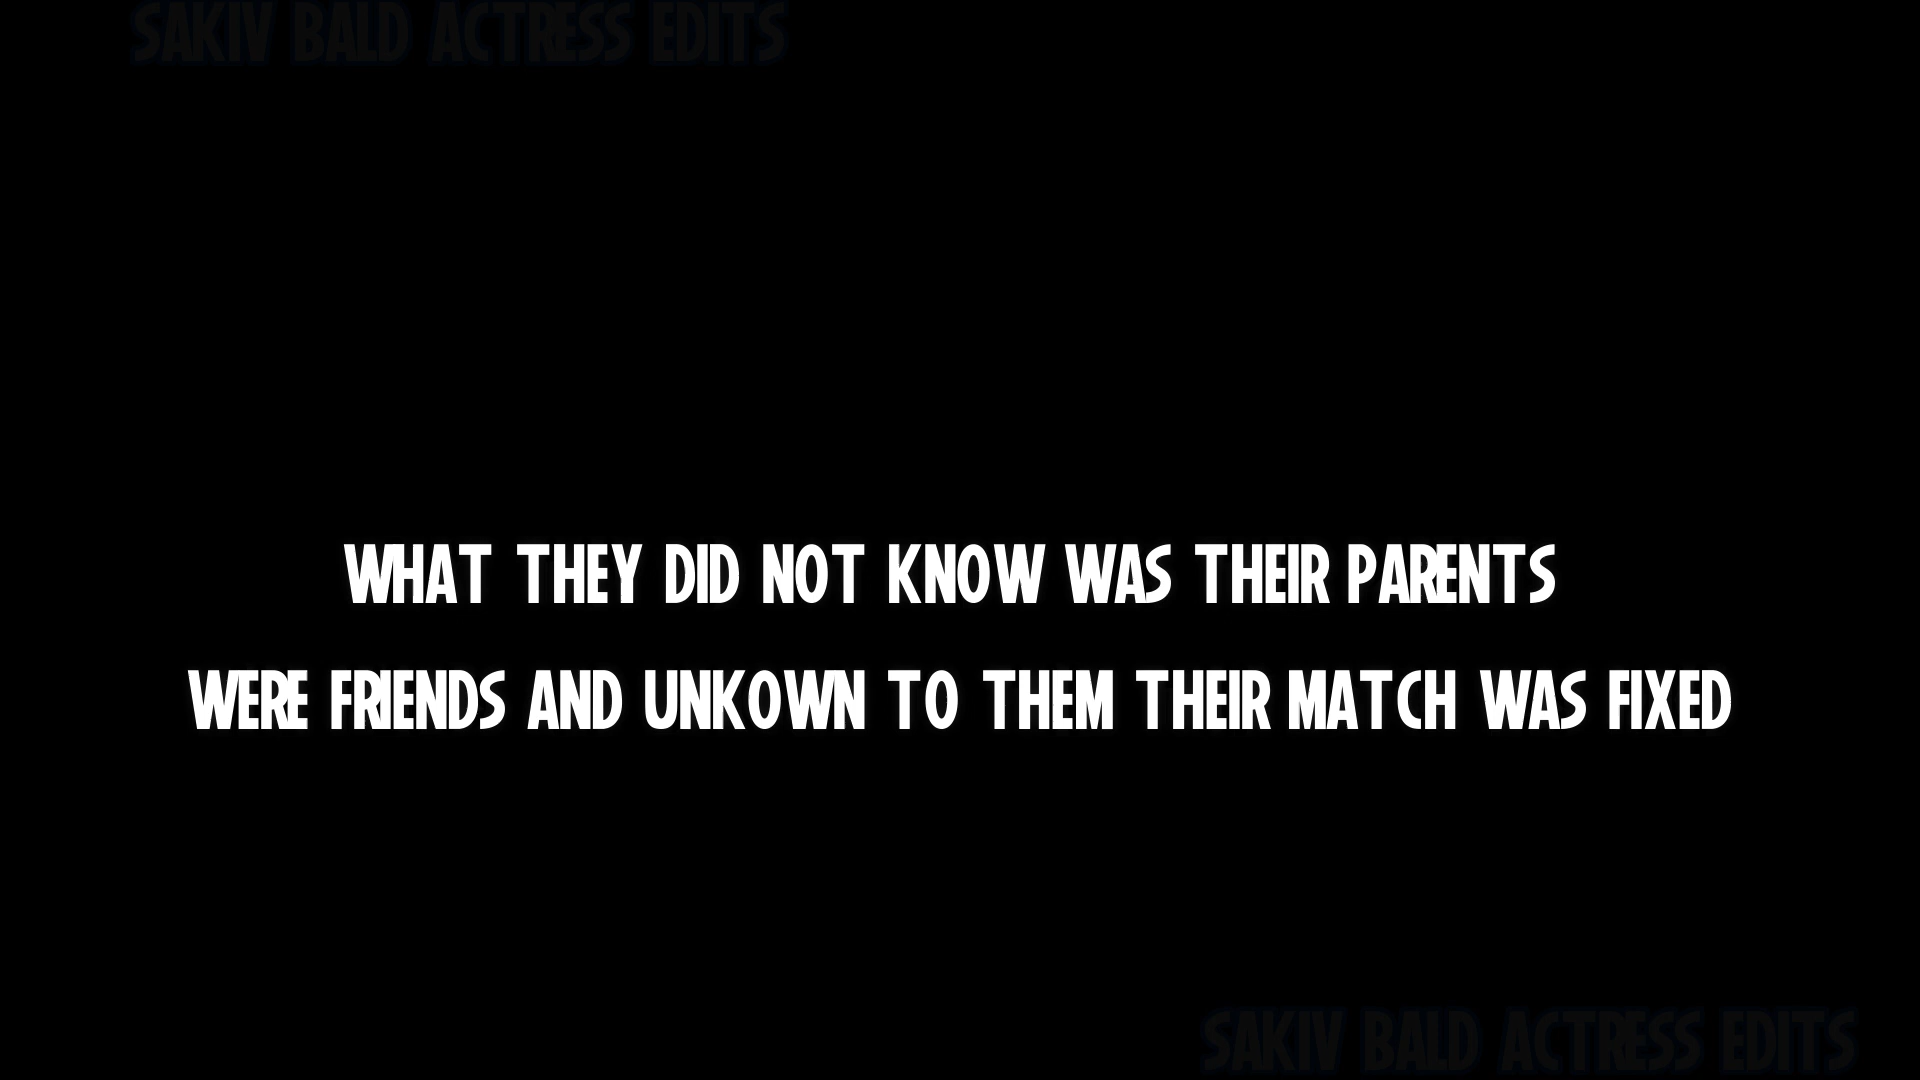 SAKIV BALD ACTRESS EDITS
WHAT THEY DID NOT KNOW WAS THEIR PARENTS
WERE FRIENDS AND UNKOWN TO THEM THEIR MATCH WAS FIXED
SAKIV BALD ACTRESS EDITS